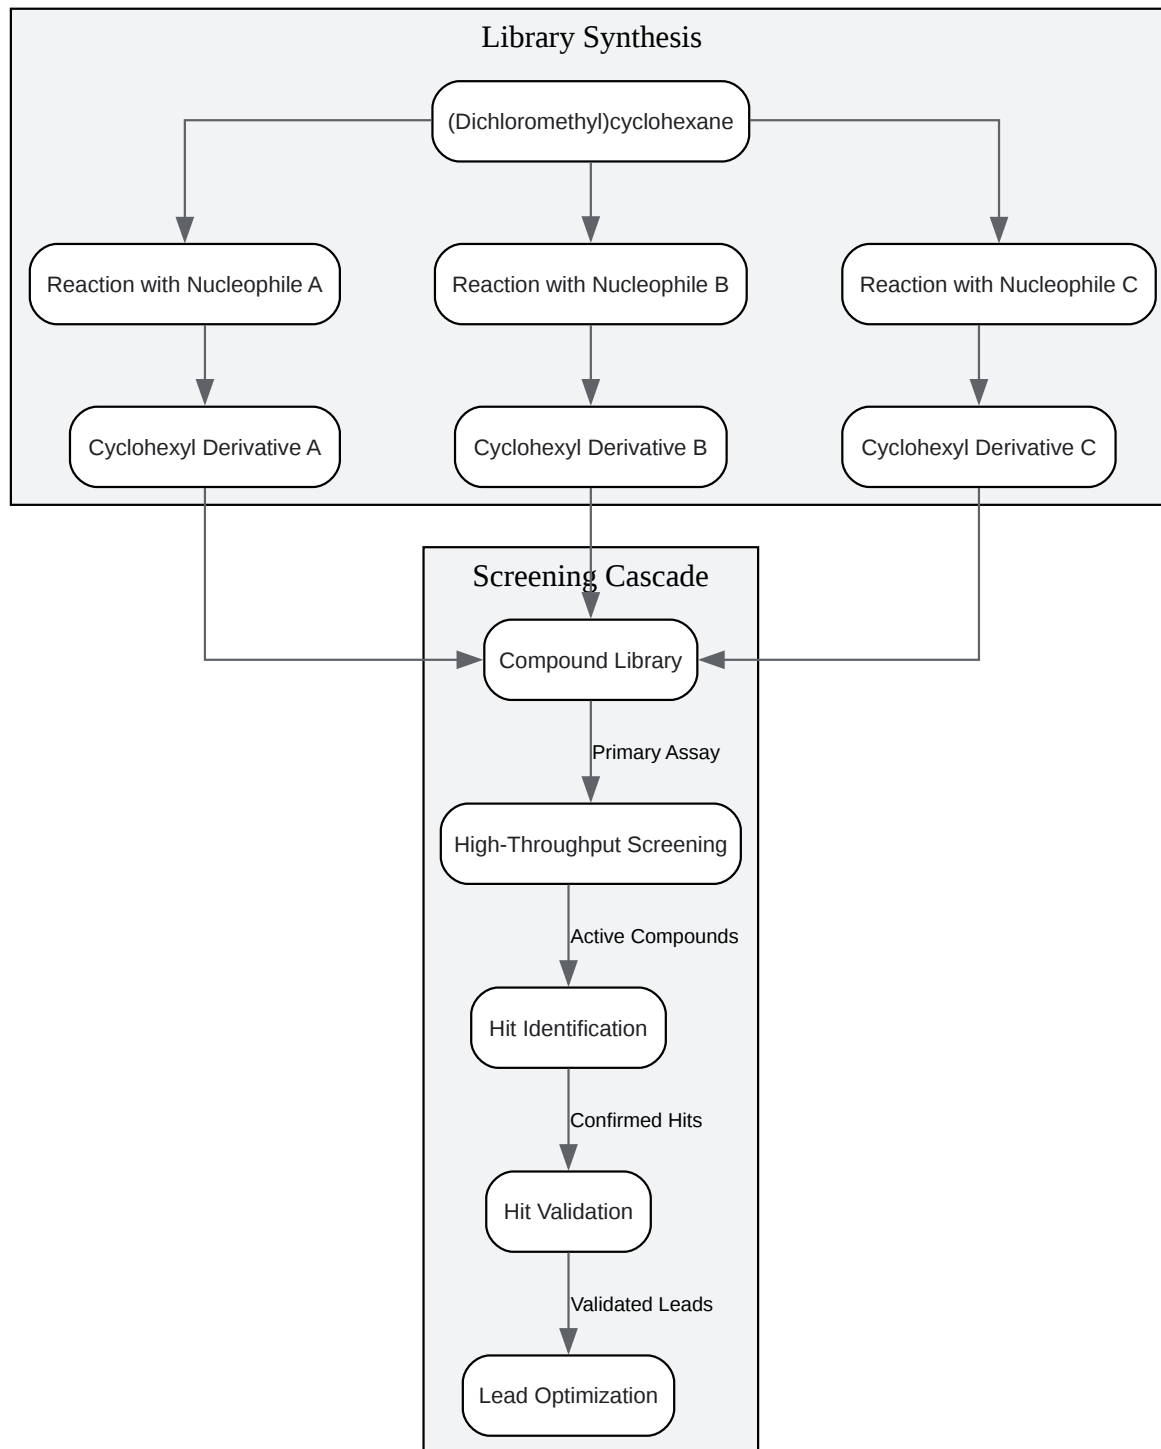 Library Synthesis
(Dichloromethyl)cyclohexane
Reaction with Nucleophile A
Reaction with Nucleophile B
Reaction with Nucleophile C
Cyclohexyl Derivative A
Cyclohexyl Derivative B
Cyclohexyl Derivative C
Screening Cascade
Compound Library
Primary Assay
High-Throughput Screening
Active Compounds
Hit Identification
Confirmed Hits
Hit Validation
Validated Leads
Lead Optimization